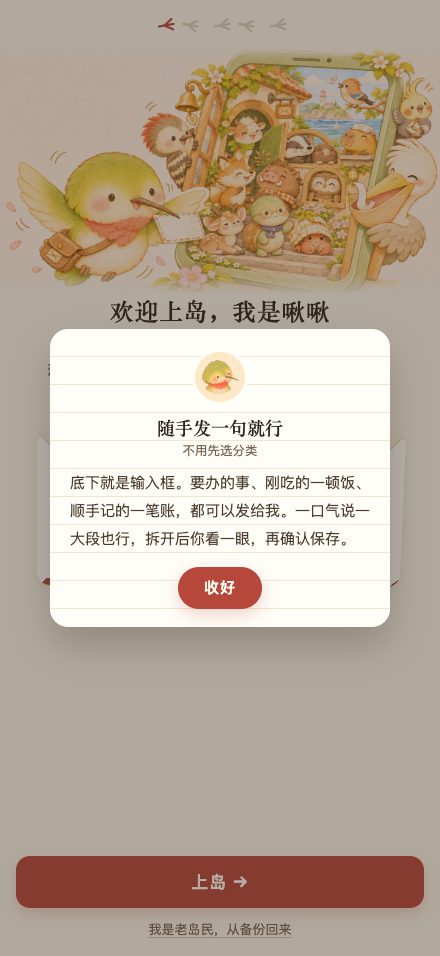 欢迎上岛，我是啾啾
随手发一句就行
不用先选分类
底下就是输入框。要办的事、刚吃的一顿饭、
顺手记的一笔账，都可以发给我。一口气说一
大段也行，拆开后你看一眼，再确认保存。
收好
上岛 →
我是老岛民，从备份回来